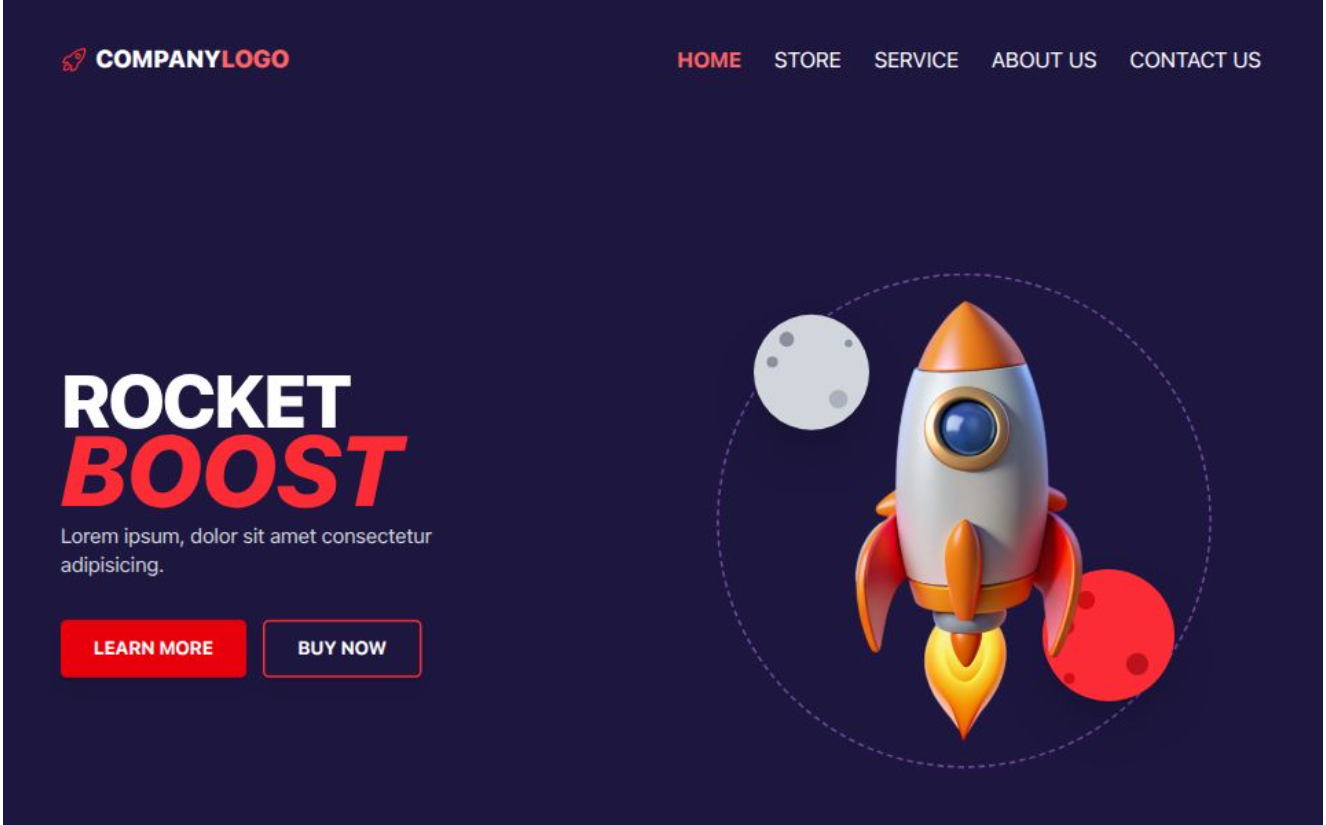 COMPANYLOGO
HOME STORE SERVICE ABOUT US CONTACT US
ROCKET
BOOST
Lorem ipsum, dolor sit amet consectetur
adipisicing.
LEARN MORE BUY NOW